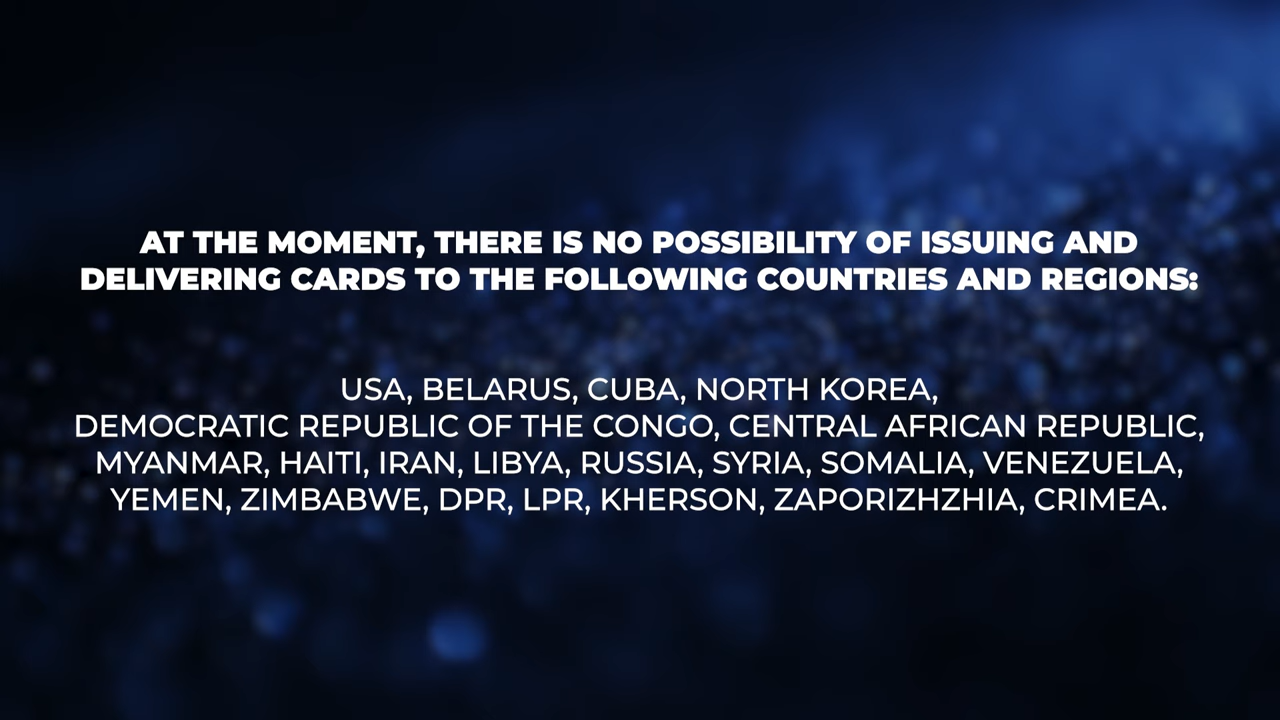 AT THE MOMENT, THERE IS NO POSSIBILITY OF ISSUING AND
DELIVERING CARDS TO THE FOLLOWING COUNTRIES AND REGIONS:
USA, BELARUS, CUBA, NORTH KOREA,
DEMOCRATIC REPUBLIC OF THE CONGO, CENTRAL AFRICAN REPUBLIC,
MYANMAR, HAITI, IRAN, LIBYA, RUSSIA, SYRIA, SOMALIA, VENEZUELA,
YEMEN, ZIMBABWE, DPR, LPR, KHERSON, ZAPORIZHZHIA, CRIMEA.